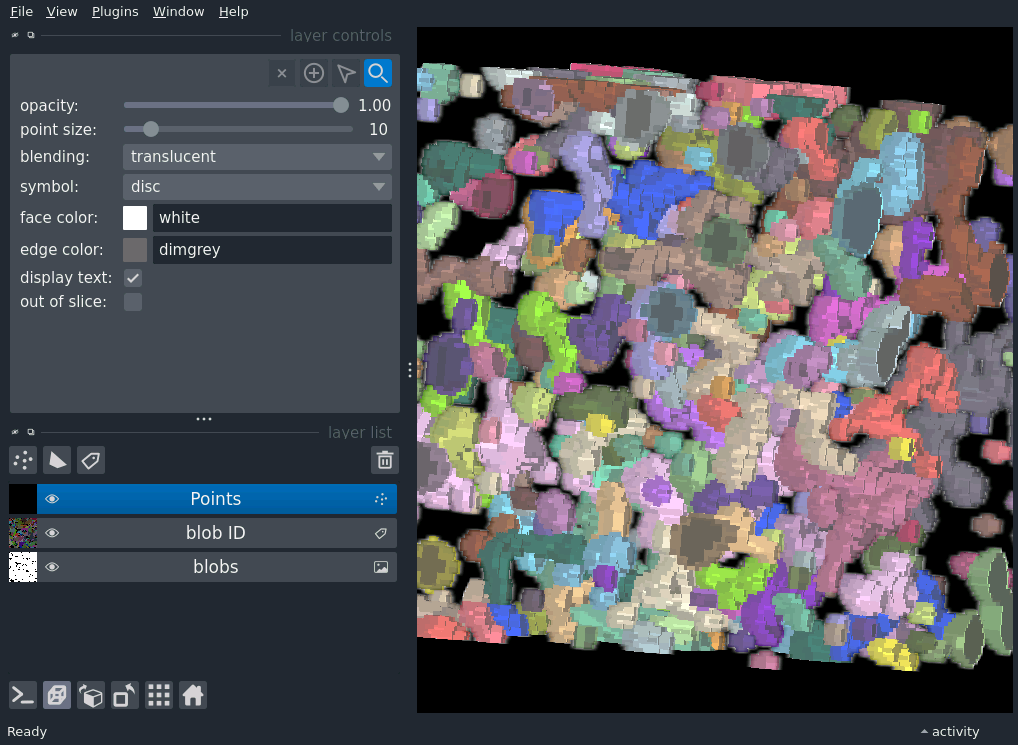 File View Plugins Window Help
layer controls
opacity: 1.00
point size: 10
blending: translucent
symbol: disc
face color: white
edge color: dimgrey
display text:
out of slice:
layer list
Points
blob ID
blobs
Ready
activity